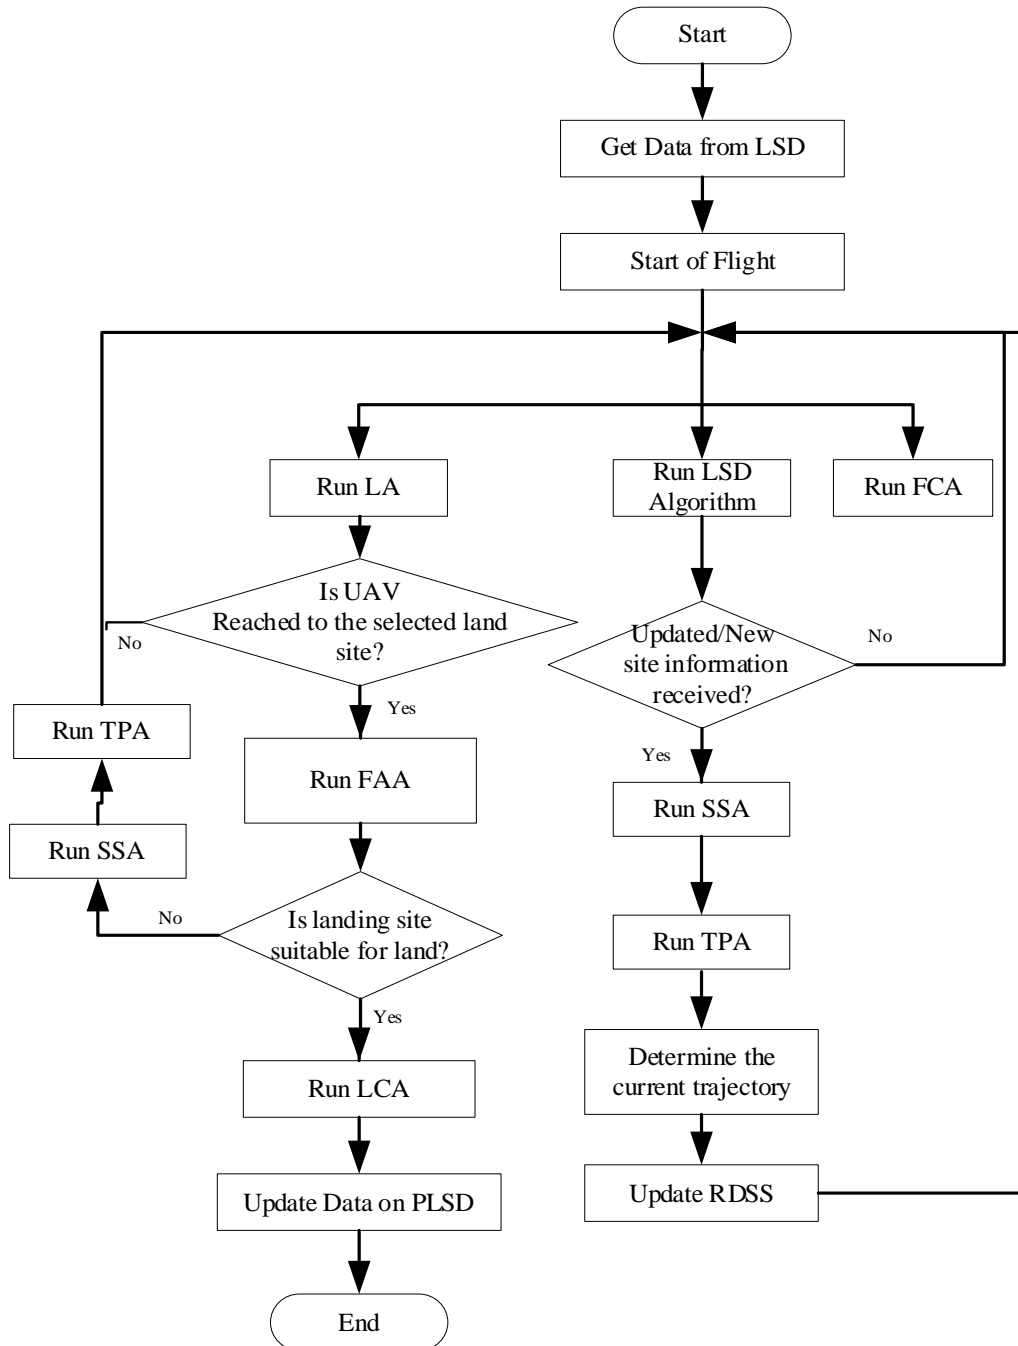 Start
Get Data from LSD
Start of Flight
Run LA
Run LSD
Algorithm
Run FCA
Is UAV
Reached to the selected land
site?
No
Updated/New
site information
received?
No
Yes
Run TPA
Yes
Run FAA
Run SSA
Run SSA
No
Is landing site
suitable for land?
Run TPA
Yes
Run LCA
Determine the
current trajectory
Update Data on PLSD
Update RDSS
End